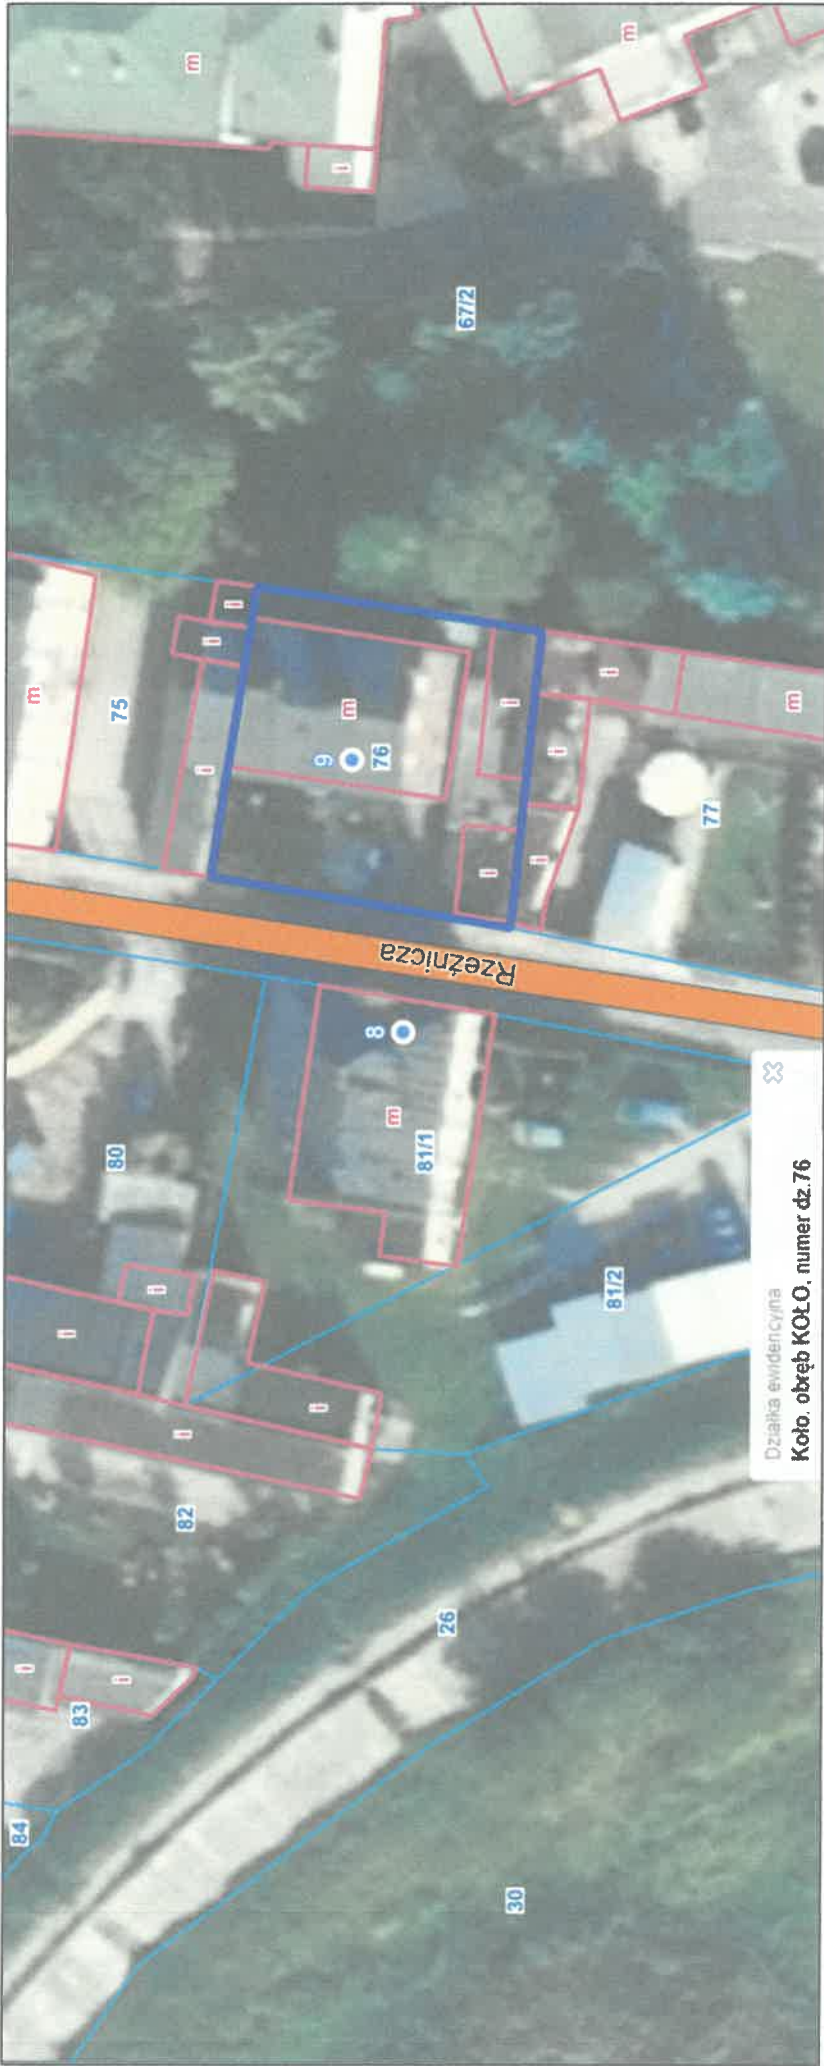 84
i
m
i
83
75
80
i
i
i
82
m
i
i
i
i
9
i
m
8
76
m
81/1
26
Rzeźnicza
67/2
i
i
30
i
i
i
81/2
m
77
m
Działka ewidencyjna
Koło, obręb KOŁO, numer dz.76